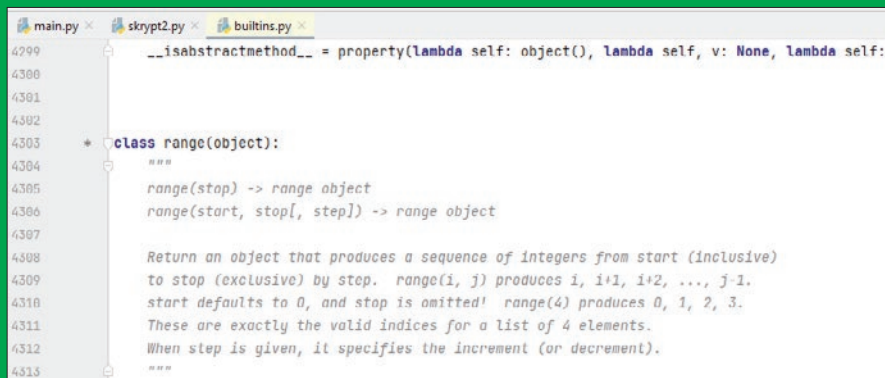 main.py × skrypt2.py × builtins.py ×
4299 __isabstractmethod__ = property(lambda self: object(), lambda self, v: None, lambda self:
4300
4301
4302
4303 * class range(object):
4304 """
4305 range(stop) -> range object
4306 range(start, stop[, step]) -> range object
4307
4308 Return an object that produces a sequence of integers from start (inclusive)
4309 to stop (exclusive) by step. range(i, j) produces i, i+1, i+2, ..., j-1.
4310 start defaults to 0, and stop is omitted! range(4) produces 0, 1, 2, 3.
4311 These are exactly the valid indices for a list of 4 elements.
4312 When step is given, it specifies the increment (or decrement).
4313 """